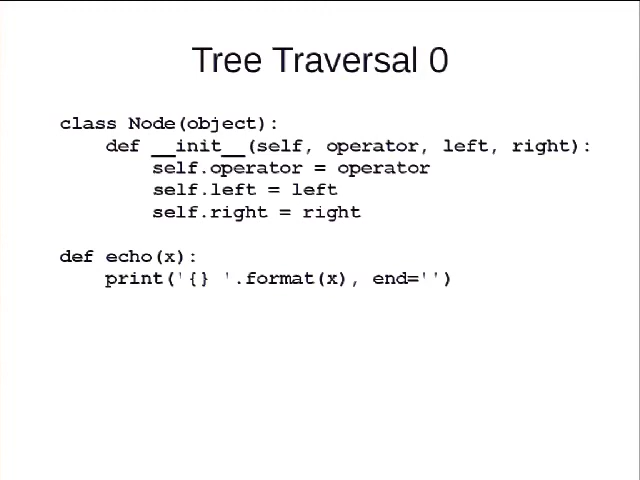 Tree Traversal 0
class Node(object):
    def __init__(self, operator, left, right):
        self.operator = operator
        self.left = left
        self.right = right
def echo(x):
    print('{} '.format(x), end='')